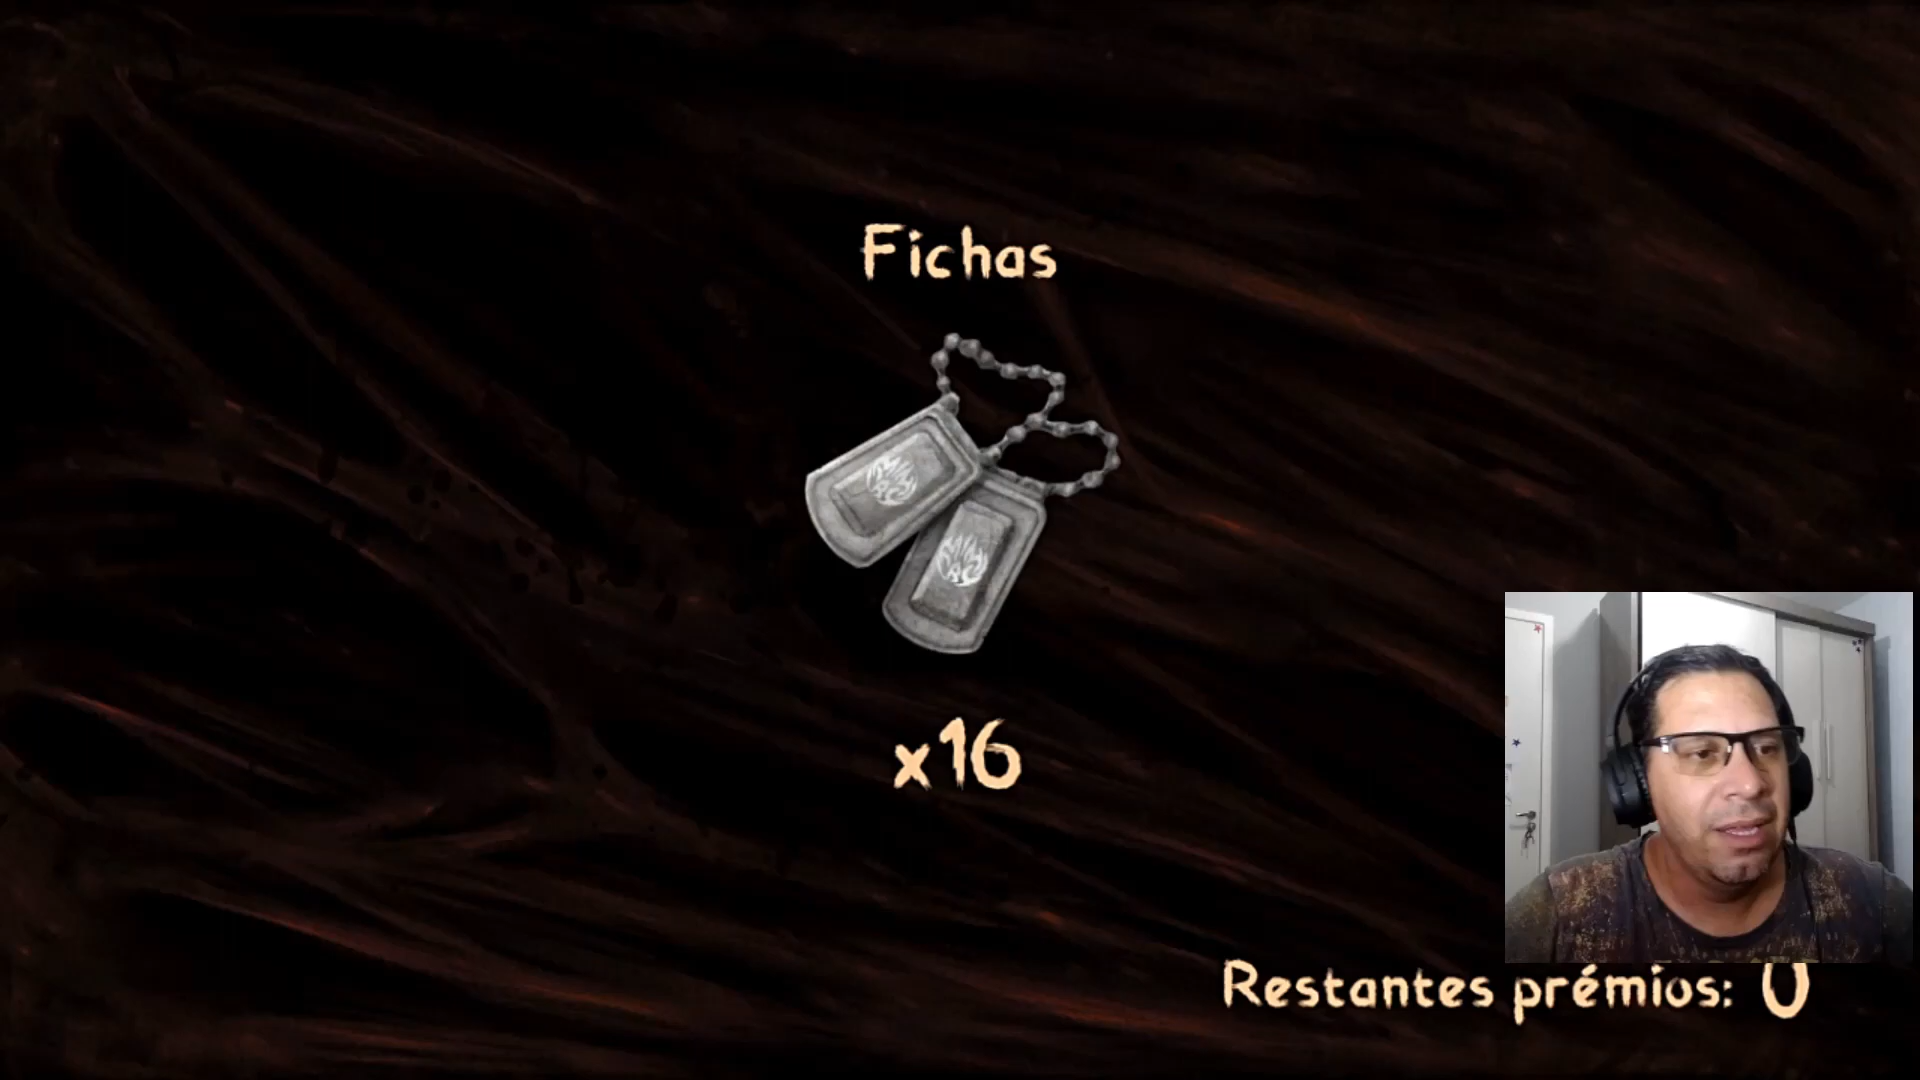 Fichas
x16
Restantes prémios: 0